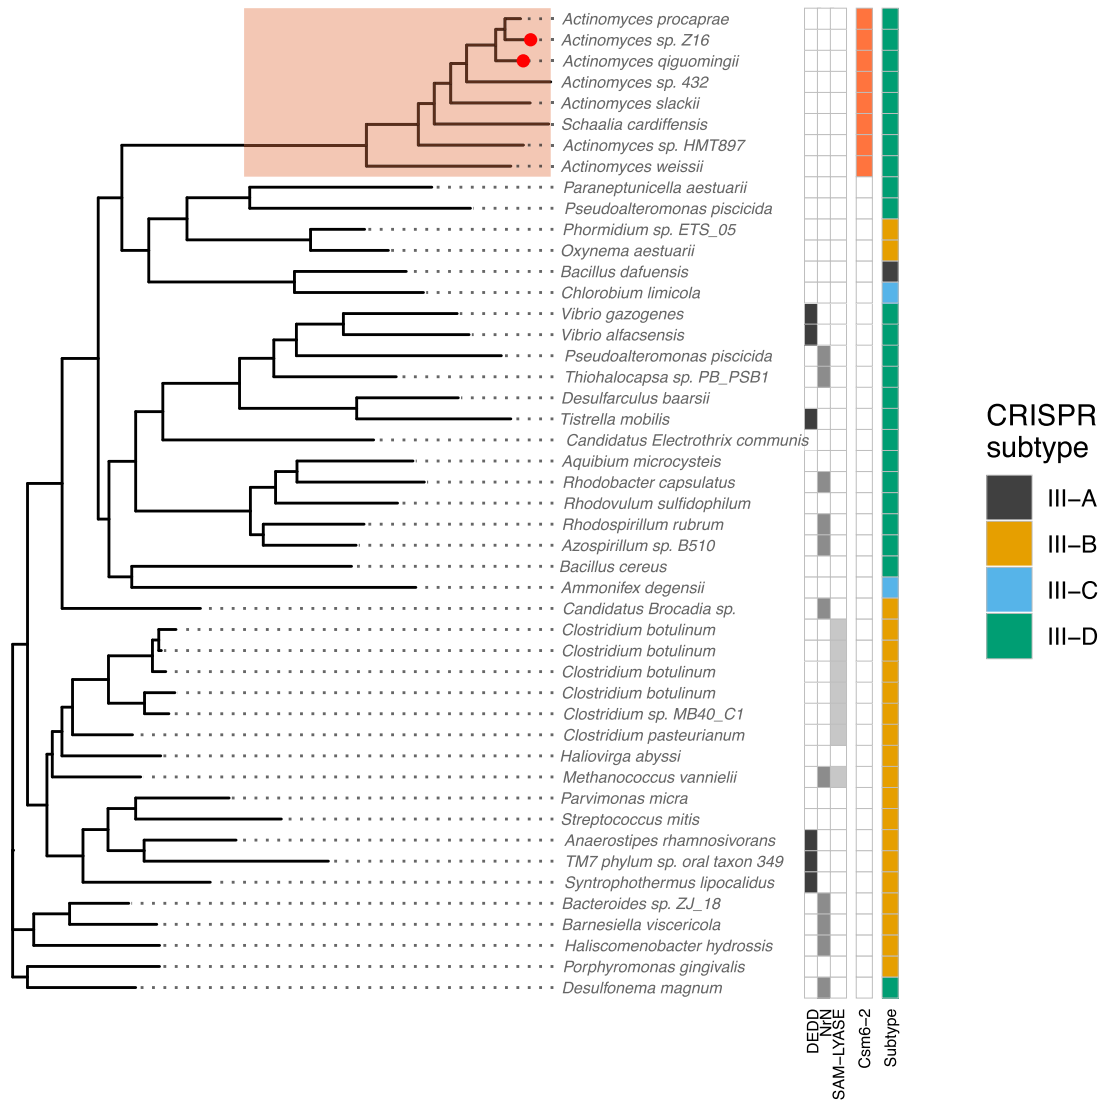 Actinomyces procaprae
Actinomyces sp. Z16
Actinomyces qiguomingii
Actinomyces sp. 432
Actinomyces slackii
Schaalia cardiffensis
Actinomyces sp. HMT897
Actinomyces weissii
Paraneptunicella aestuarii
Pseudoalteromonas piscicida
Phormidium sp. ETS_05
Oxynema aestuarii
Bacillus dafuensis
Chlorobium limicola
Vibrio gazogenes
Vibrio alfacsensis
Pseudoalteromonas piscicida
Thiohalocapsa sp. PB_PSB1
Desulfarculus baarsii
Tistrella mobilis
Candidatus Electrothrix communis
Aquibium microcysteis
Rhodobacter capsulatus
Rhodovulum sulfidophilum
Rhodospirillum rubrum
Azospirillum sp. B510
Bacillus cereus
Ammonifex degensii
Candidatus Brocadia sp.
Clostridium botulinum
Clostridium botulinum
Clostridium botulinum
Clostridium botulinum
Clostridium sp. MB40_C1
Clostridium pasteurianum
Haliovirga abyssi
Methanococcus vannielii
Parvimonas micra
Streptococcus mitis
Anaerostipes rhamnosivorans
TM7 phylum sp. oral taxon 349
Syntrophothermus lipocalidus
Bacteroides sp. ZJ_18
Barnesiella viscericola
Haliscomenobacter hydrossis
Porphyromonas gingivalis
Desulfonema magnum
DEDD
NrN
SAM−LYASE
Csm6−2
Subtype
CRISPR
subtype
III−A
III−B
III−C
III−D